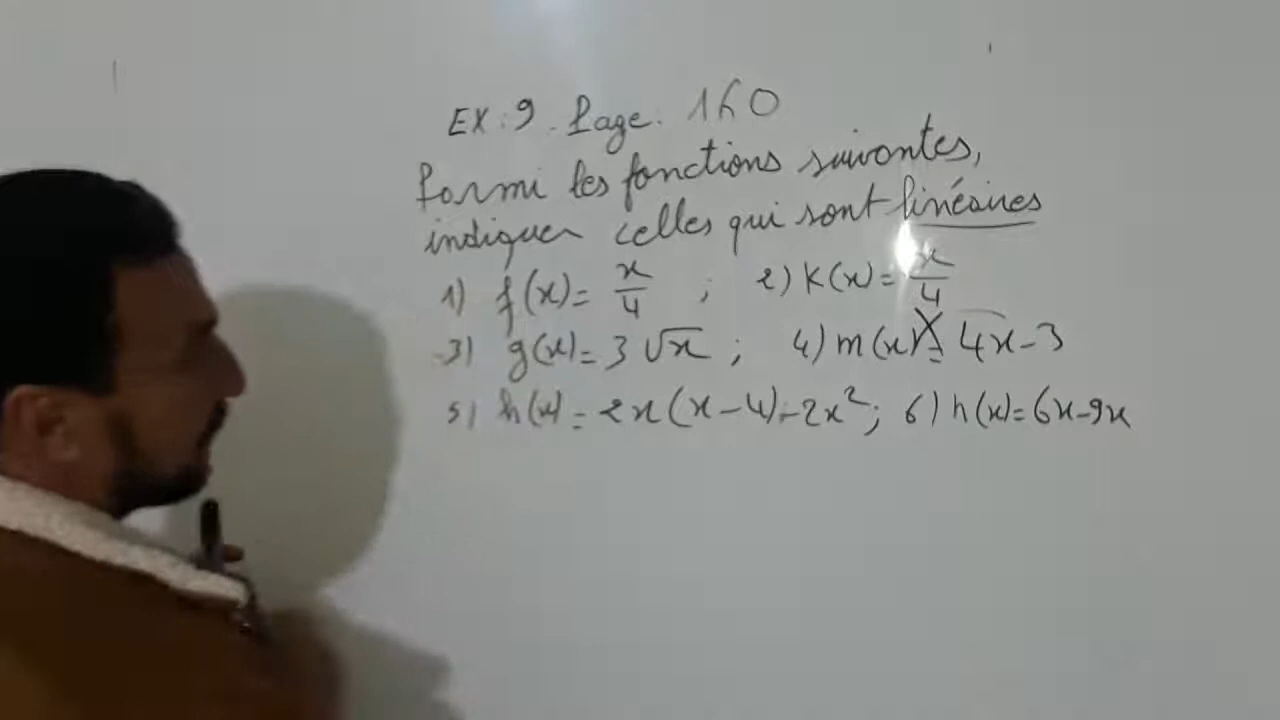 EX : 9 . Page . 160
Parmi les fonctions suivantes,
indiquer celles qui sont linéaires
1) f(x) = x/4 ; 2) K(x) = x/4
3) g(x) = 3√x ; 4) m(x) = 4x-3
5) h(x) = 2x(x-4)-2x² ; 6) h(x) = 6x-9x